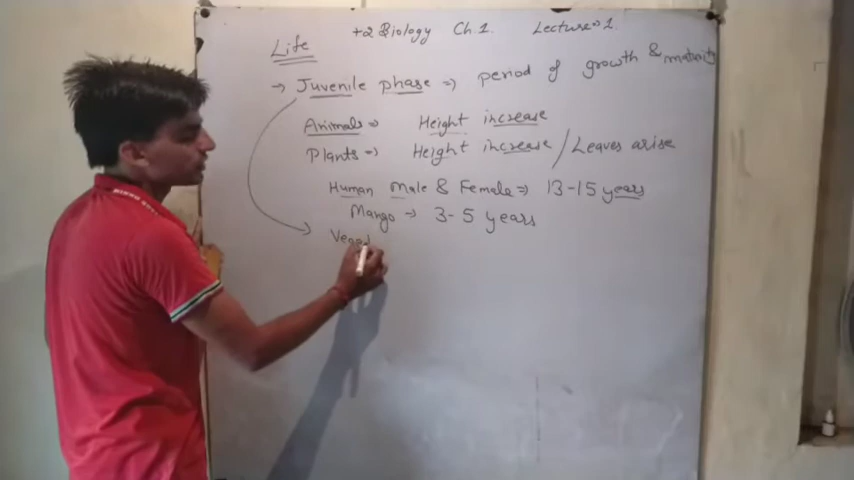 +2 Biology Ch.1. Lecture → 1.
Life
→ Juvenile phase ⇒ period of growth & maturity
Animals ⇒ Height increase
Plants ⇒ Height increase / Leaves arise
Human Male & Female ⇒ 13-15 years
Mango → 3-5 years